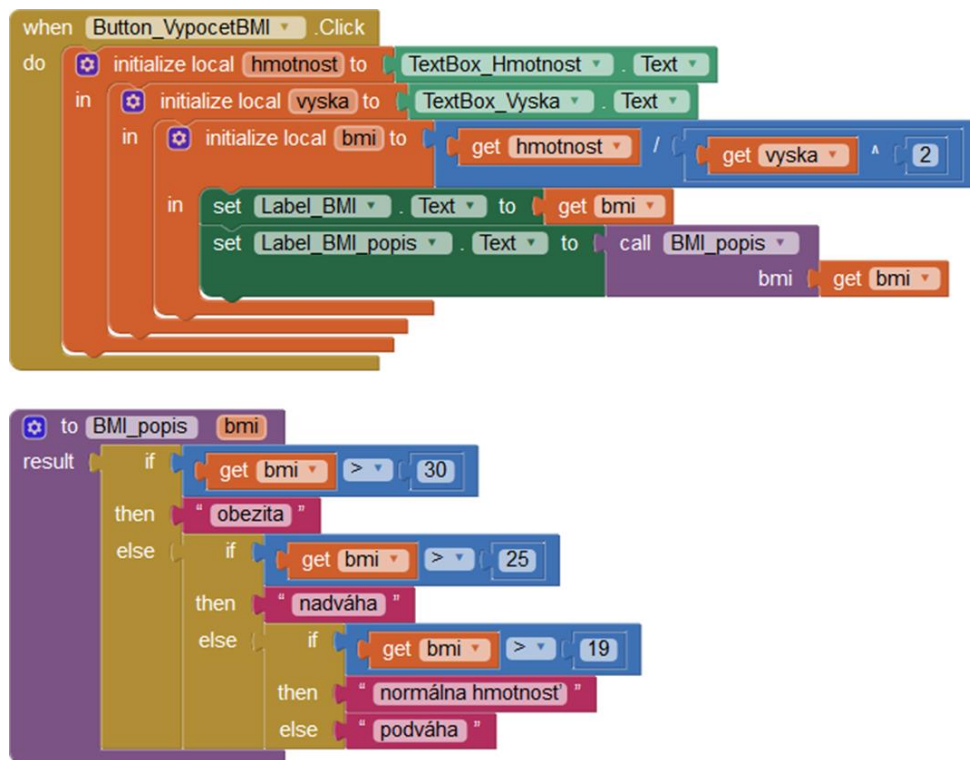 when Button_VypocetBMI .Click
do initialize local hmotnost to TextBox_Hmotnost . Text
in initialize local vyska to TextBox_Vyska . Text
in initialize local bmi to get hmotnost / get vyska ^ 2
in set Label_BMI . Text to get bmi
set Label_BMI_popis . Text to call BMI_popis
bmi get bmi
to BMI_popis bmi
result if get bmi > 30
then " obezita "
else if get bmi > 25
then " nadváha "
else if get bmi > 19
then " normálna hmotnosť "
else " podváha "